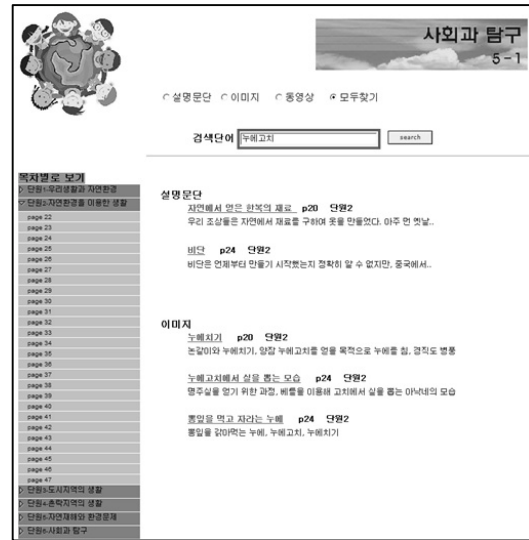 사회과 탐구
5-1
설명문단 이미지 동영상 모두찾기
검색단어 누에고치 search
목차별로 보기
단원1-우리생활과 자연환경
단원2-자연환경을 이용한 생활
page 22
page 23
page 24
page 25
page 26
page 27
page 28
page 29
page 30
page 31
page 32
page 33
page 34
page 35
page 36
page 37
page 38
page 39
page 40
page 41
page 42
page 43
page 44
page 45
page 46
page 47
단원3-도시지역의 생활
단원4-촌락지역의 생활
단원5-자연재해와 환경문제
단원6-사회과 탐구
설명문단
자연에서 얻은 한복의 재료 p20 단원2
우리 조상들은 자연에서 재료를 구하여 옷을 만들었다. 아주 먼 옛날..
비단 p24 단원2
비단은 언제부터 만들기 시작했는지 정확히 알 수 없지만, 중국에서..
이미지
누에치기 p20 단원2
논갈이와 누에치기, 양잠 누에고치를 얻을 목적으로 누에를 침, 경직도 병풍
누에고치에서 실을 뽑는 모습 p24 단원2
명주실을 얻기 위한 과정, 베틀을 이용해 고치에서 실을 뽑는 아낙네의 모습
뽕잎을 먹고 자라는 누에 p24 단원2
뽕잎을 갉아먹는 누에, 누에고치, 누에치기